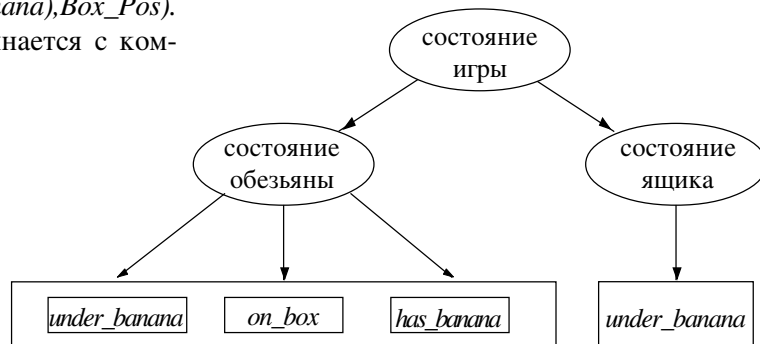 ana),Box_Pos).
нается с ком-
состояние
игры
состояние
обезьяны
состояние
ящика
under_banana
on_box
has_banana
under_banana